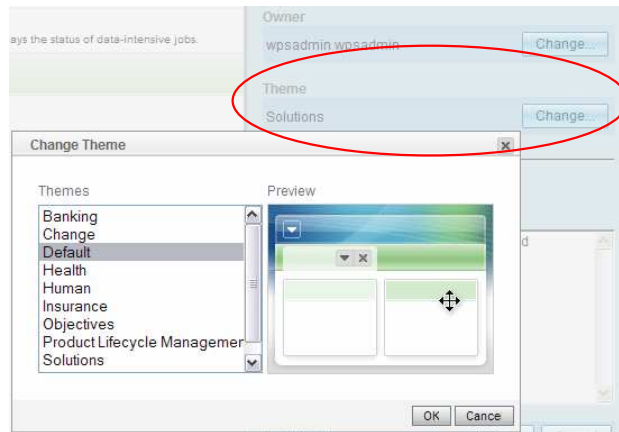 Owner
ays the status of data-intensive jobs.
wpsadmin wpsadmin
Change...
Theme
Solutions
Change...
Change Theme
Themes
Preview
Banking
Change
Default
Health
Human
Insurance
Objectives
Product Lifecycle Managemer
Solutions
d
OK
Cance